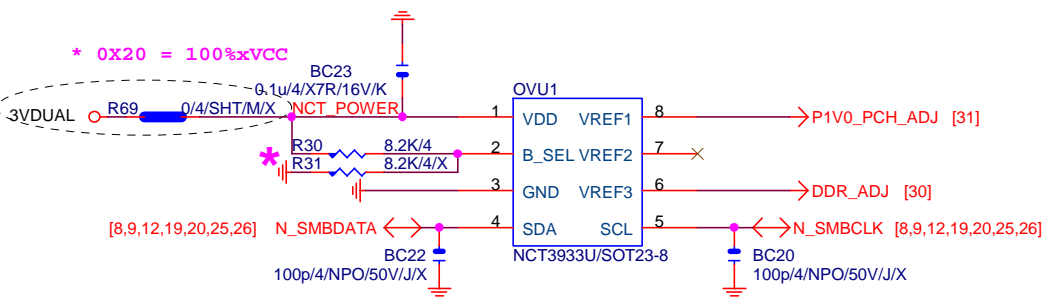 * 0X20 = 100%xVCC
BC23
0.1u/4/X7R/16V/K
OVU1
3VDUAL
R69
0/4/SHT/M/X
NCT_POWER
1
VDD
VREF1
8
P1V0_PCH_ADJ [31]
*
R30
8.2K/4
2
B_SEL
VREF2
7
R31
8.2K/4/X
3
GND
VREF3
6
DDR_ADJ [30]
[8,9,12,19,20,25,26] N_SMBDATA
4
SDA
SCL
5
N_SMBCLK [8,9,12,19,20,25,26]
BC22
100p/4/NPO/50V/J/X
NCT3933U/SOT23-8
BC20
100p/4/NPO/50V/J/X